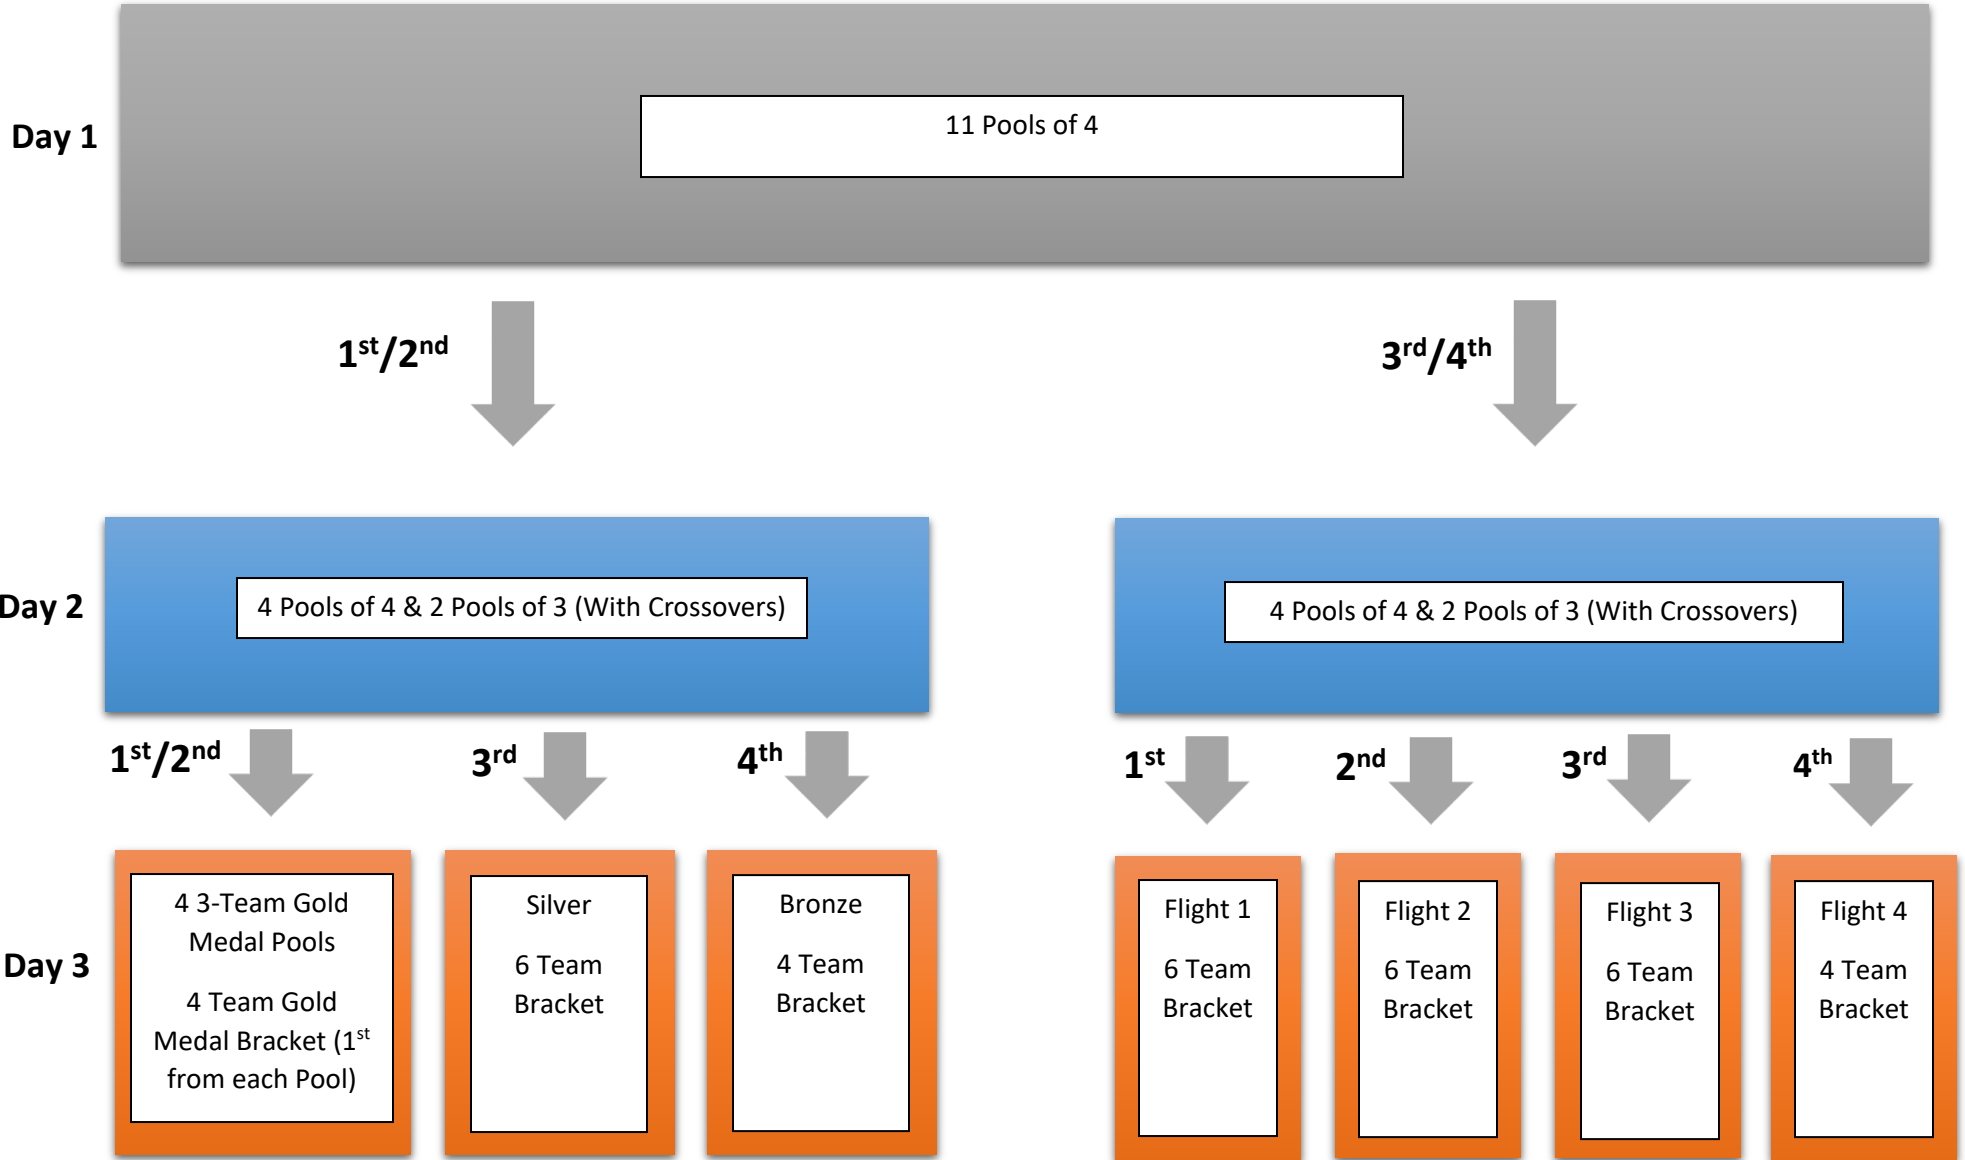 Day 1
11 Pools of 4
1st/2nd
3rd/4th
Day 2
4 Pools of 4 & 2 Pools of 3 (With Crossovers)
4 Pools of 4 & 2 Pools of 3 (With Crossovers)
1st/2nd
3rd
4th
1st
2nd
3rd
4th
Day 3
4 3-Team Gold
Medal Pools
4 Team Gold
Medal Bracket (1st
from each Pool)
Silver
6 Team
Bracket
Bronze
4 Team
Bracket
Flight 1
6 Team
Bracket
Flight 2
6 Team
Bracket
Flight 3
6 Team
Bracket
Flight 4
4 Team
Bracket